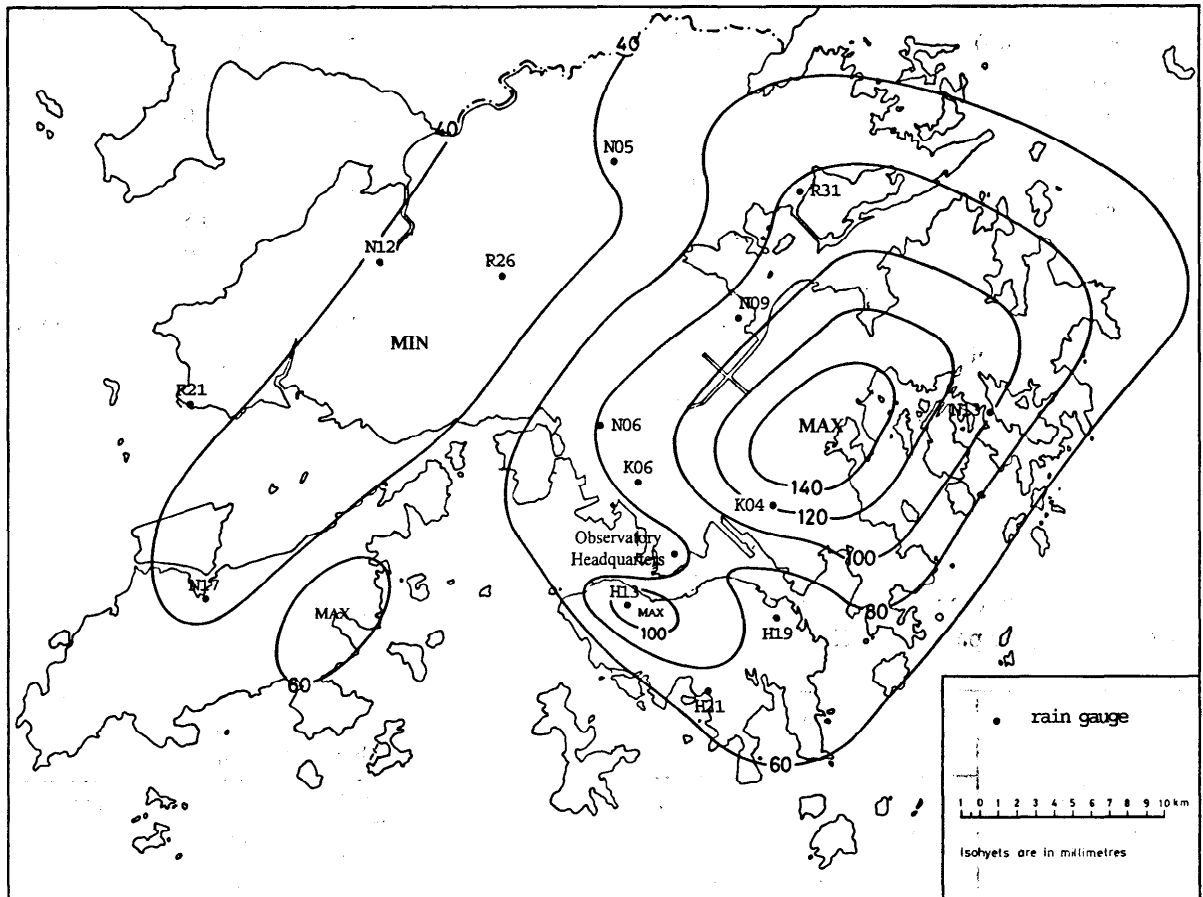 40
40
N05
R31
N12
R26
N09
MIN
R21
N13
N06
MAX
K06
140
K04
120
Observatory
Headquarters
100
N17
MAX
H13
MAX
100
80
H19
60
H21
60
rain gauge
1 0 1 2 3 4 5 6 7 8 9 10 km
Isohyets are in millimetres